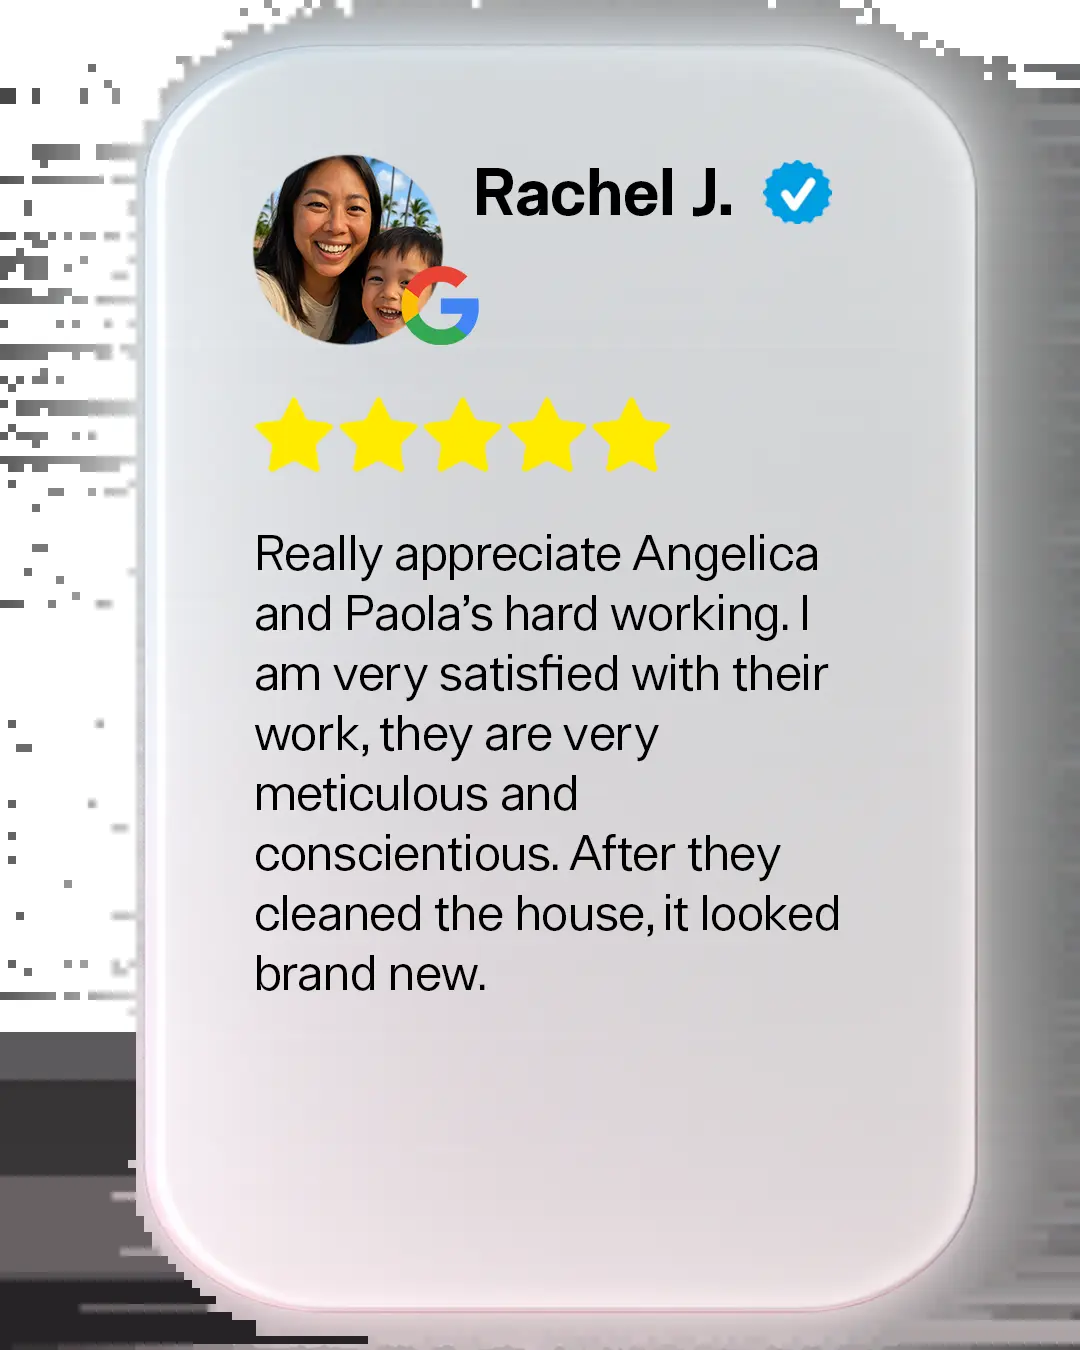 Rachel J.
Really appreciate Angelica
and Paola’s hard working. I
am very satisfied with their
work, they are very
meticulous and
conscientious. After they
cleaned the house, it looked
brand new.